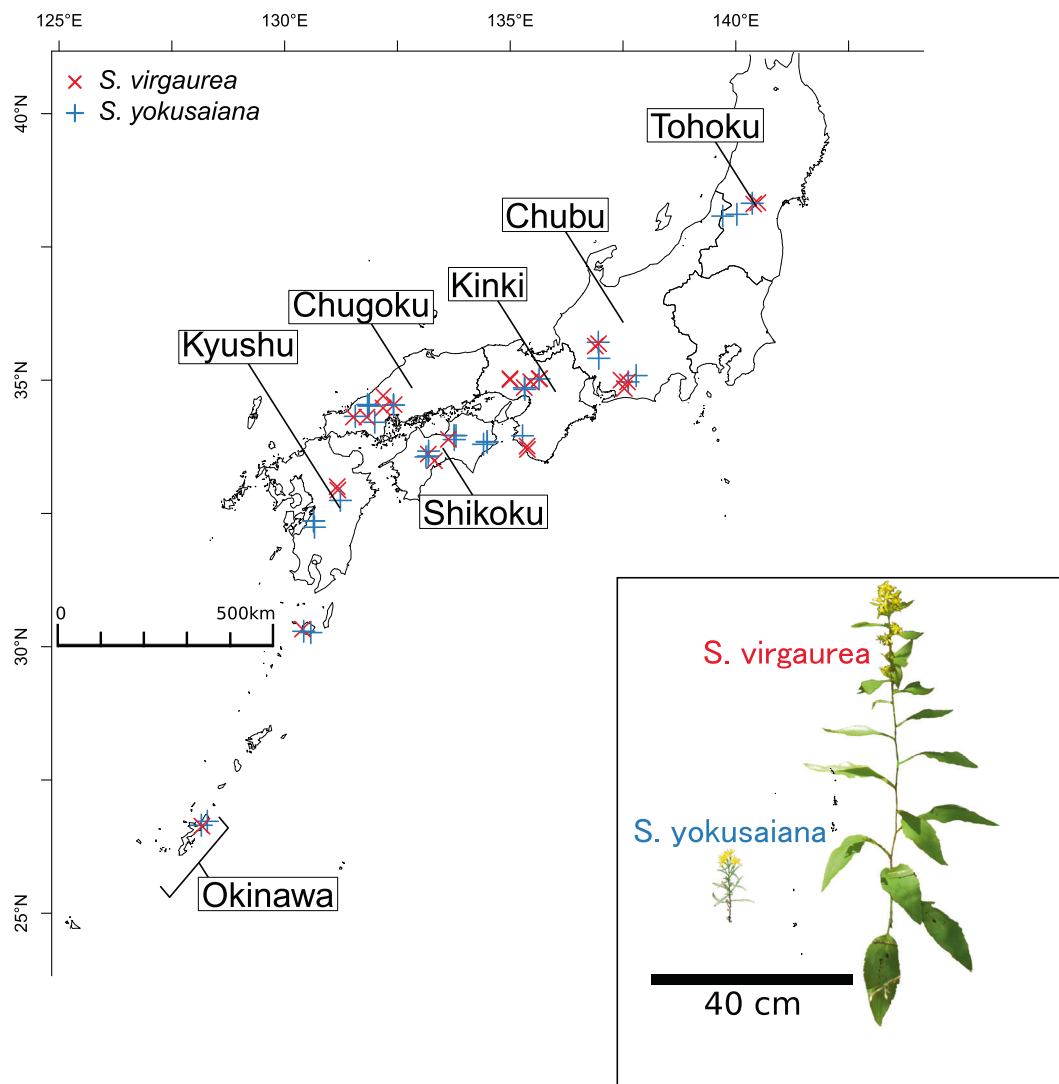 125°E 130°E 135°E 140°E
40°N
35°N
30°N
25°N
S. virgaurea
S. yokusaiana
Tohoku
Chubu
Kinki
Chugoku
Kyushu
Shikoku
0 500km
Okinawa
S. virgaurea
S. yokusaiana
40 cm